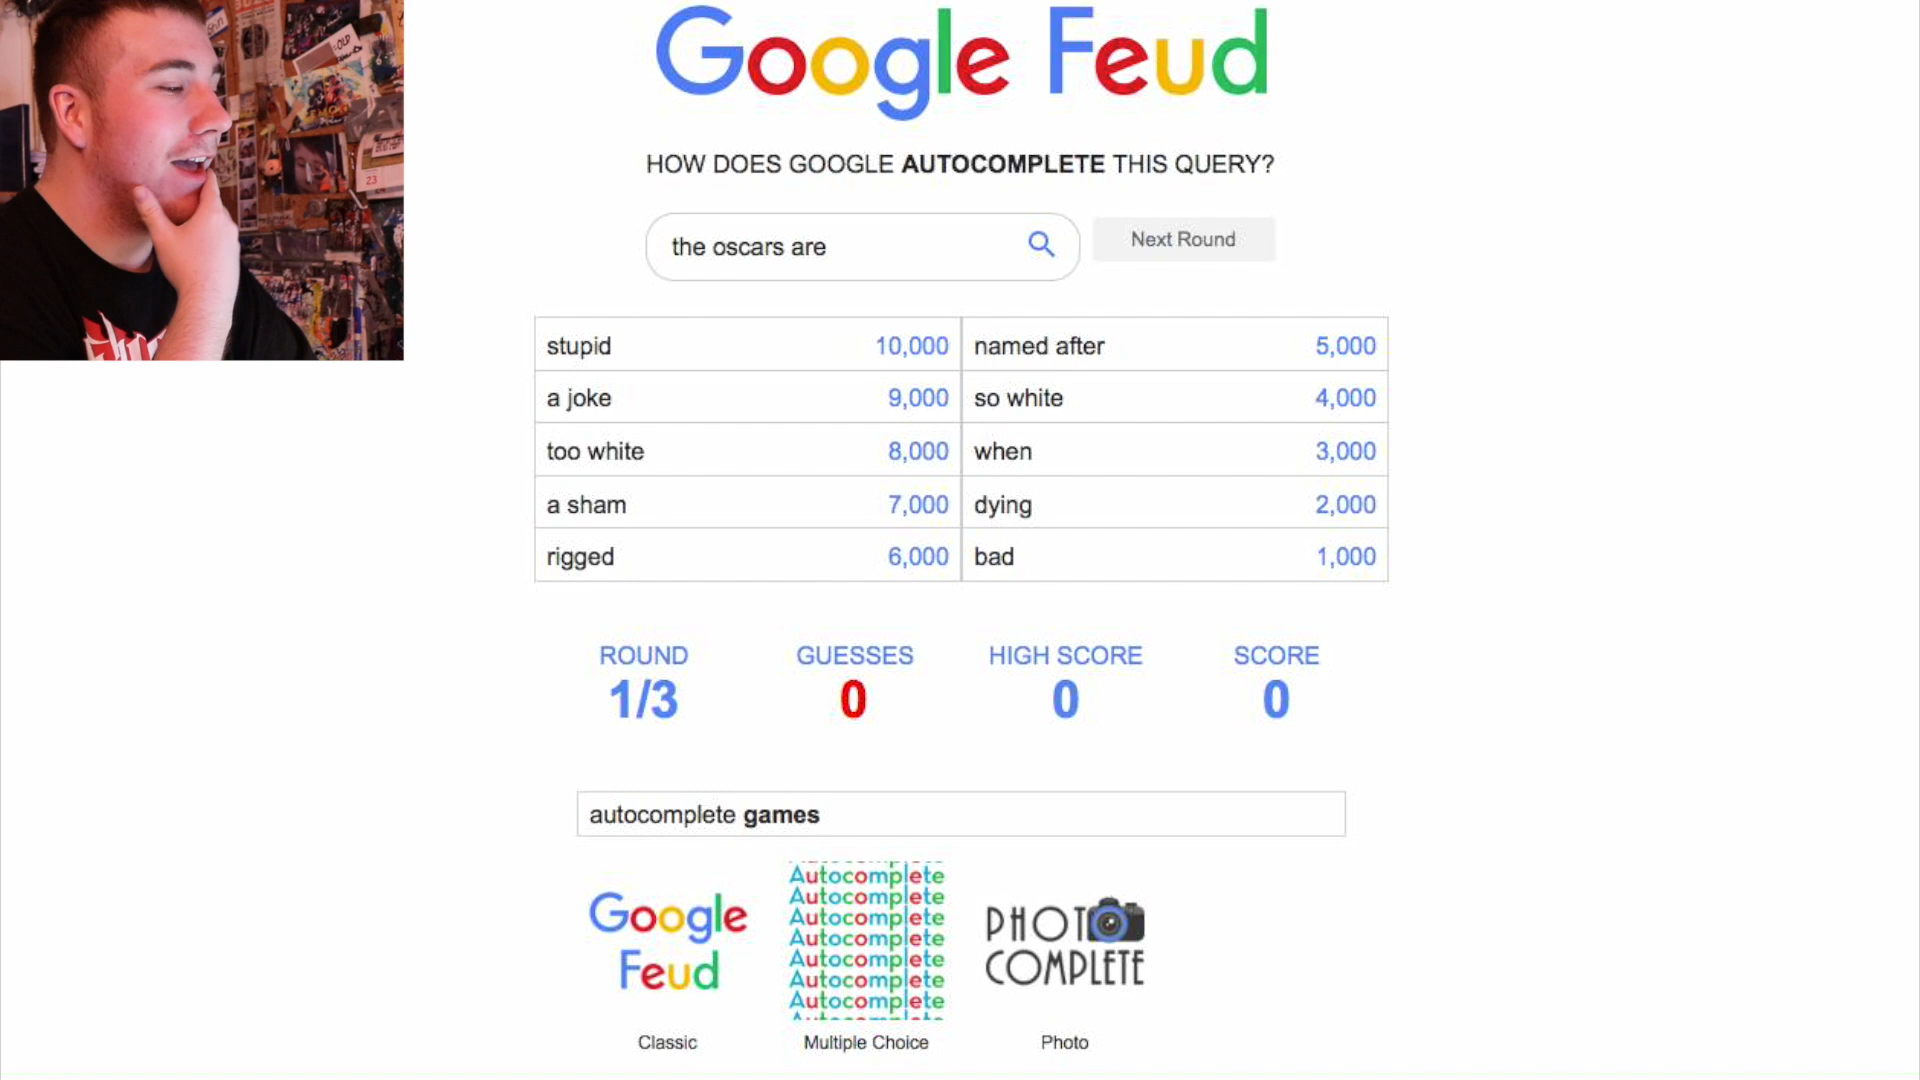 Google Feud
HOW DOES GOOGLE AUTOCOMPLETE THIS QUERY?
the oscars are
Next Round
stupid 10,000 named after 5,000
a joke 9,000 so white 4,000
too white 8,000 when 3,000
a sham 7,000 dying 2,000
rigged 6,000 bad 1,000
ROUND GUESSES HIGH SCORE SCORE
1/3 0 0 0
autocomplete games
Google
Feud
Classic
Autocomplete
Autocomplete
Autocomplete
Autocomplete
Autocomplete
Autocomplete
Autocomplete
Multiple Choice
PHOTO
COMPLETE
Photo
OLD
23